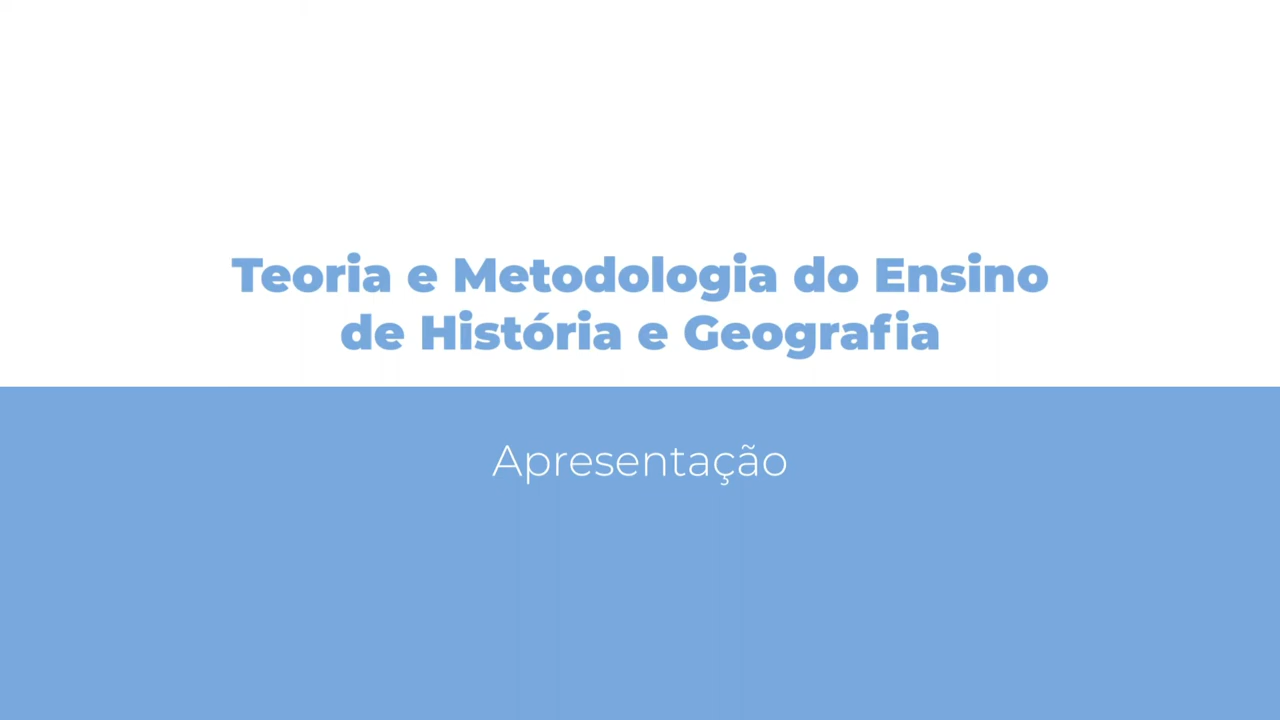 Teoria e Metodologia do Ensino
de História e Geografia
Apresentação